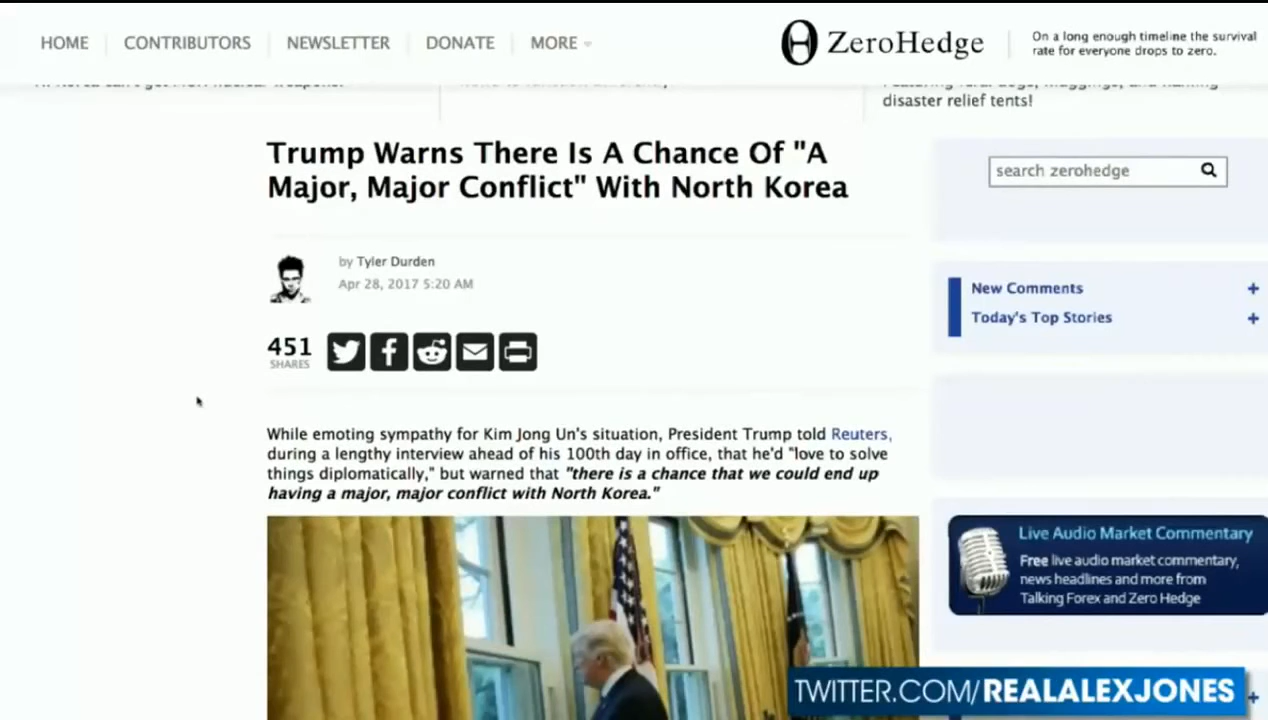 HOME
CONTRIBUTORS
NEWSLETTER
DONATE
MORE
ZeroHedge
On a long enough timeline the survival
rate for everyone drops to zero.
disaster relief tents!
Trump Warns There Is A Chance Of "A
Major, Major Conflict" With North Korea
search zerohedge
by Tyler Durden
Apr 28, 2017 5:20 AM
New Comments +
Today's Top Stories +
451
SHARES
While emoting sympathy for Kim Jong Un's situation, President Trump told Reuters,
during a lengthy interview ahead of his 100th day in office, that he'd "love to solve
things diplomatically," but warned that "there is a chance that we could end up
having a major, major conflict with North Korea."
Live Audio Market Commentary
Free live audio market commentary,
news headlines and more from
Talking Forex and Zero Hedge
TWITTER.COM/REALALEXJONES